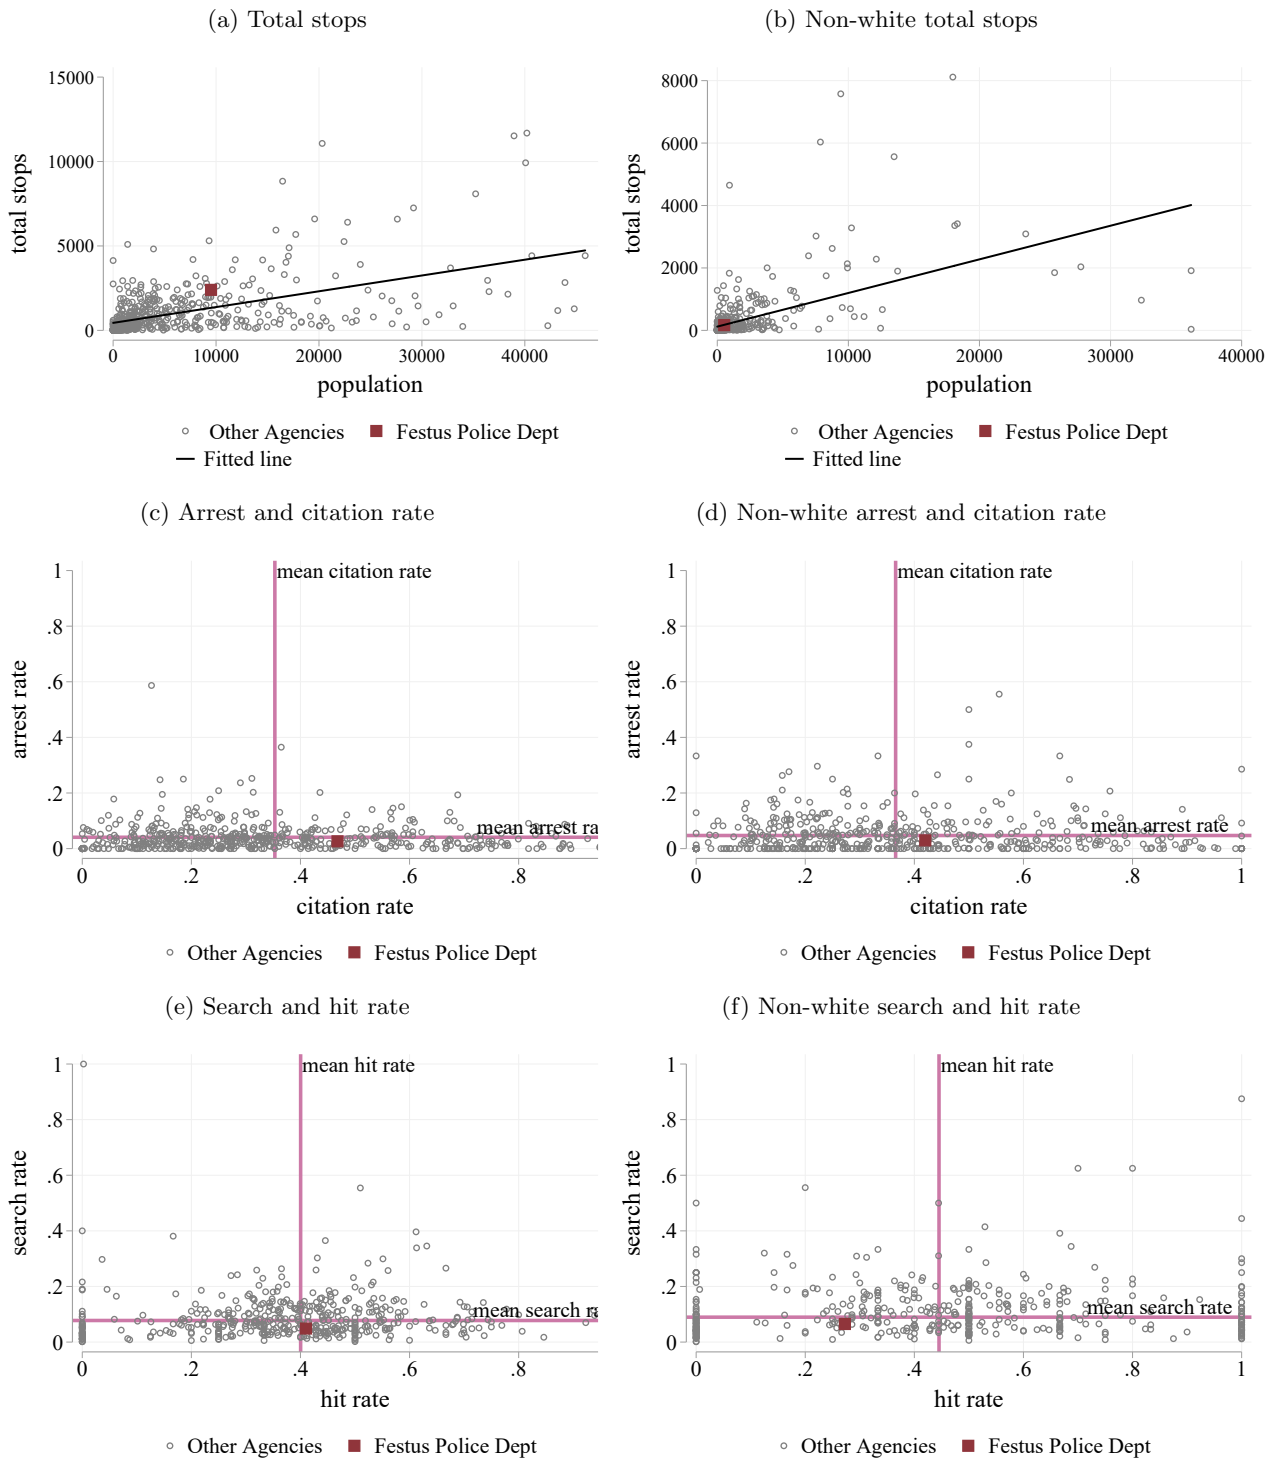 (a) Total stops
(b) Non-white total stops
total stops
15000
10000
5000
0
0 10000 20000 30000 40000
population
Other Agencies Festus Police Dept
Fitted line
total stops
8000
6000
4000
2000
0
0 10000 20000 30000 40000
population
Other Agencies Festus Police Dept
Fitted line
(c) Arrest and citation rate
(d) Non-white arrest and citation rate
arrest rate
1
.8
.6
.4
.2
0
mean citation rate
mean arrest ra
0 .2 .4 .6 .8
citation rate
Other Agencies Festus Police Dept
arrest rate
1
.8
.6
.4
.2
0
mean citation rate
mean arrest rate
0 .2 .4 .6 .8 1
citation rate
Other Agencies Festus Police Dept
(e) Search and hit rate
(f) Non-white search and hit rate
search rate
1
.8
.6
.4
.2
0
mean hit rate
mean search ra
0 .2 .4 .6 .8
hit rate
Other Agencies Festus Police Dept
search rate
1
.8
.6
.4
.2
0
mean hit rate
mean search rate
0 .2 .4 .6 .8 1
hit rate
Other Agencies Festus Police Dept